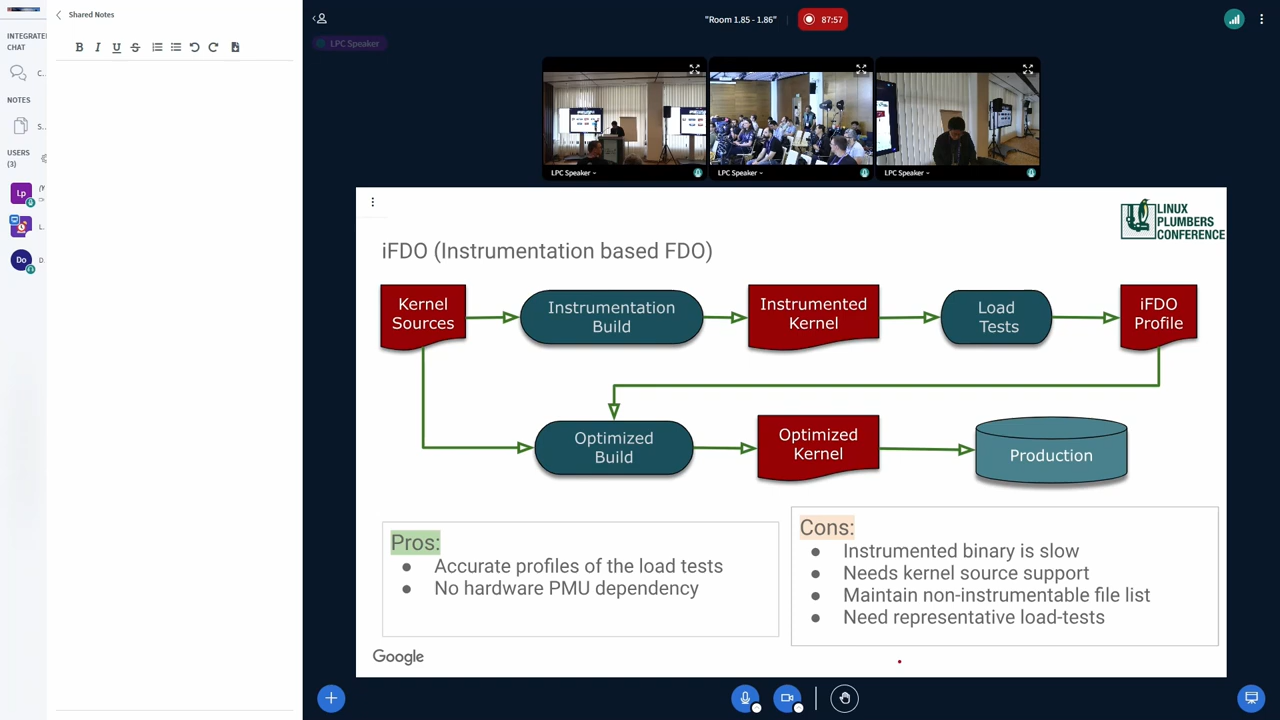 Shared Notes
INTEGRATE
CHAT
C..
NOTES
S..
USERS
(3)
Lp
L..
Do
D.
B I U S
"Room 1.85 - 1.86"
87:57
LPC Speaker
LPC Speaker
LPC Speaker
LPC Speaker
LINUX
PLUMBERS
CONFERENCE
iFDO (Instrumentation based FDO)
Kernel
Sources
Instrumentation
Build
Instrumented
Kernel
Load
Tests
iFDO
Profile
Optimized
Build
Optimized
Kernel
Production
Pros:
● Accurate profiles of the load tests
● No hardware PMU dependency
Cons:
● Instrumented binary is slow
● Needs kernel source support
● Maintain non-instrumentable file list
● Need representative load-tests
Google